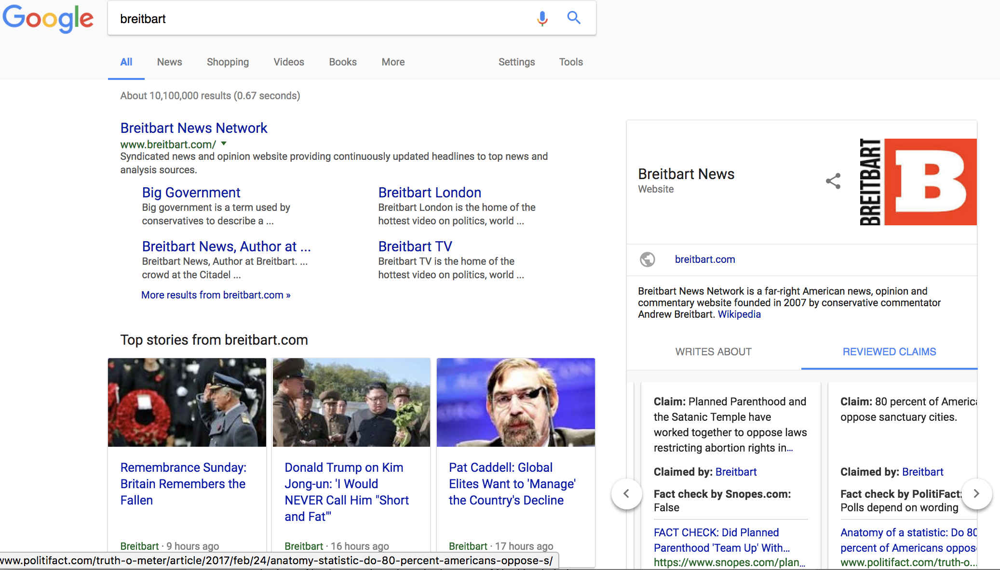 Google
breitbart
All News Shopping Videos Books More Settings Tools
About 10,100,000 results (0.67 seconds)
Breitbart News Network
www.breitbart.com/
Syndicated news and opinion website providing continuously updated headlines to top news and
analysis sources.
Big Government
Big government is a term used by
conservatives to describe a ...
Breitbart London
Breitbart London is the home of the
hottest video on politics, world ...
Breitbart News, Author at ...
Breitbart News, Author at Breitbart. ...
crowd at the Citadel ...
Breitbart TV
Breitbart TV is the home of the
hottest video on politics, world ...
More results from breitbart.com »
Top stories from breitbart.com
Remembrance Sunday:
Britain Remembers the
Fallen
Breitbart · 9 hours ago
Donald Trump on Kim
Jong-un: 'I Would
NEVER Call Him "Short
and Fat"'
Breitbart · 16 hours ago
Pat Caddell: Global
Elites Want to 'Manage'
the Country's Decline
Breitbart · 17 hours ago
www.politifact.com/truth-o-meter/article/2017/feb/24/anatomy-statistic-do-80-percent-americans-oppose-s/
Breitbart News
Website
BREITBART
B
breitbart.com
Breitbart News Network is a far-right American news, opinion and
commentary website founded in 2007 by conservative commentator
Andrew Breitbart. Wikipedia
WRITES ABOUT REVIEWED CLAIMS
Claim: Planned Parenthood and
the Satanic Temple have
worked together to oppose laws
restricting abortion rights in...
Claimed by: Breitbart
Fact check by Snopes.com:
False
FACT CHECK: Did Planned
Parenthood 'Team Up' With...
https://www.snopes.com/plan...
Claim: 80 percent of America
oppose sanctuary cities.
Claimed by: Breitbart
Fact check by PolitiFact:
Polls depend on wording
Anatomy of a statistic: Do 80
percent of Americans oppos
www.politifact.com/truth-o...